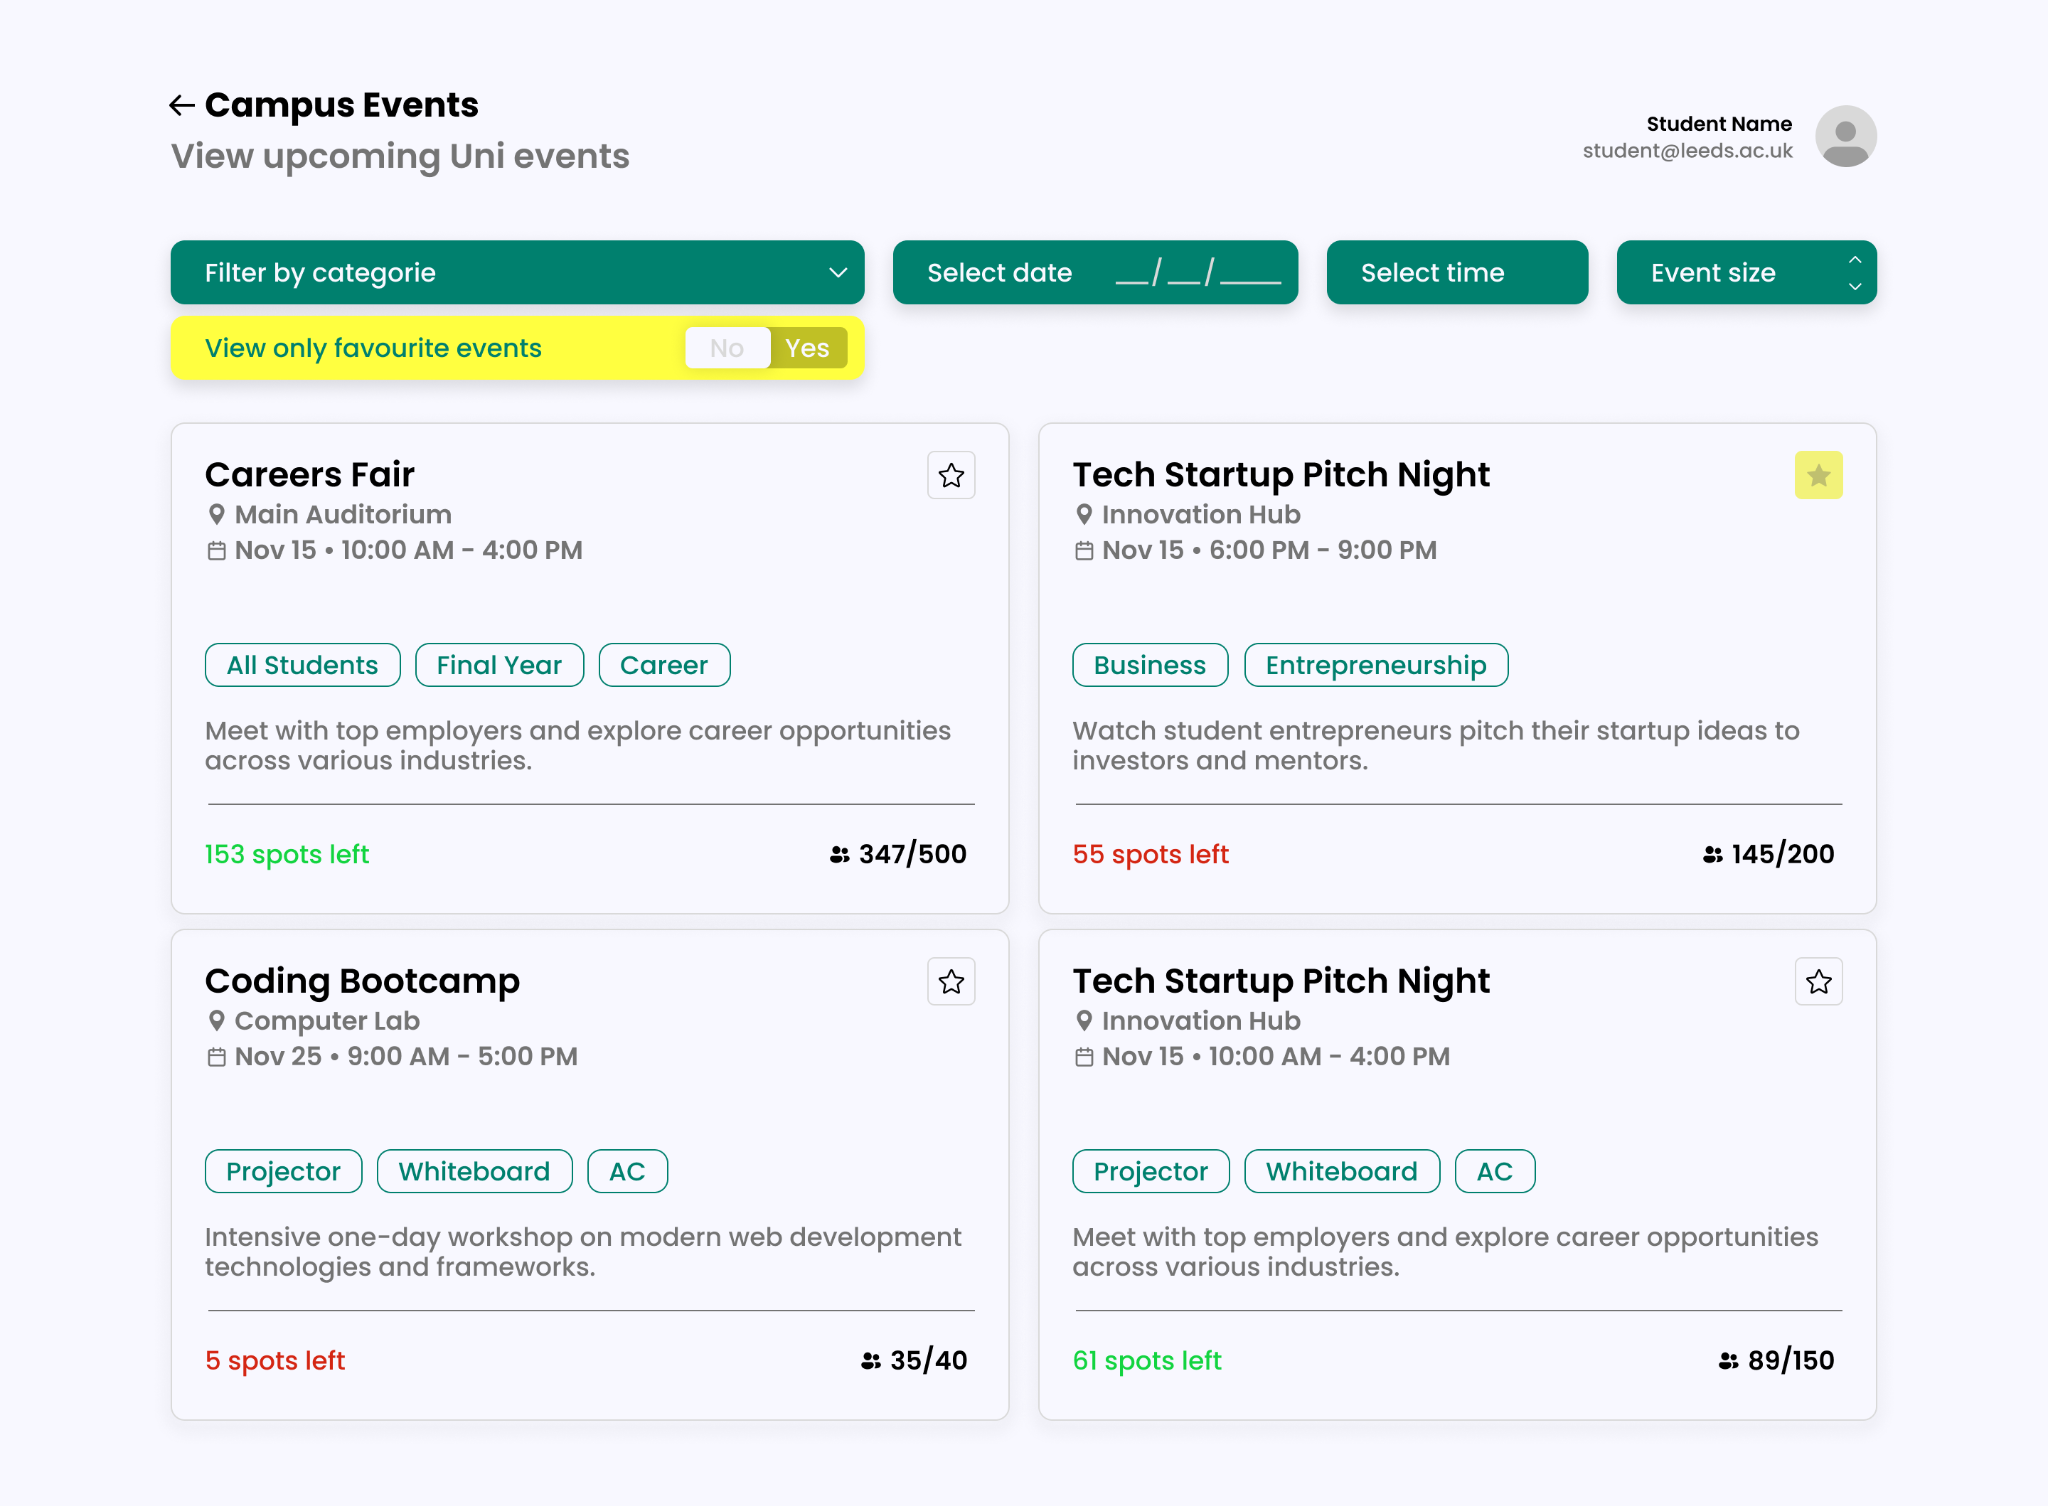 Campus Events
View upcoming Uni events
Student Name
student@leeds.ac.uk
Filter by categorie
Select date __/__/____
Select time
Event size
View only favourite events
No
Yes
Careers Fair
Main Auditorium
Nov 15 • 10:00 AM - 4:00 PM
All Students
Final Year
Career
Meet with top employers and explore career opportunities
across various industries.
153 spots left
347/500
Tech Startup Pitch Night
Innovation Hub
Nov 15 • 6:00 PM - 9:00 PM
Business
Entrepreneurship
Watch student entrepreneurs pitch their startup ideas to
investors and mentors.
55 spots left
145/200
Coding Bootcamp
Computer Lab
Nov 25 • 9:00 AM - 5:00 PM
Projector
Whiteboard
AC
Intensive one-day workshop on modern web development
technologies and frameworks.
5 spots left
35/40
Tech Startup Pitch Night
Innovation Hub
Nov 15 • 10:00 AM - 4:00 PM
Projector
Whiteboard
AC
Meet with top employers and explore career opportunities
across various industries.
61 spots left
89/150